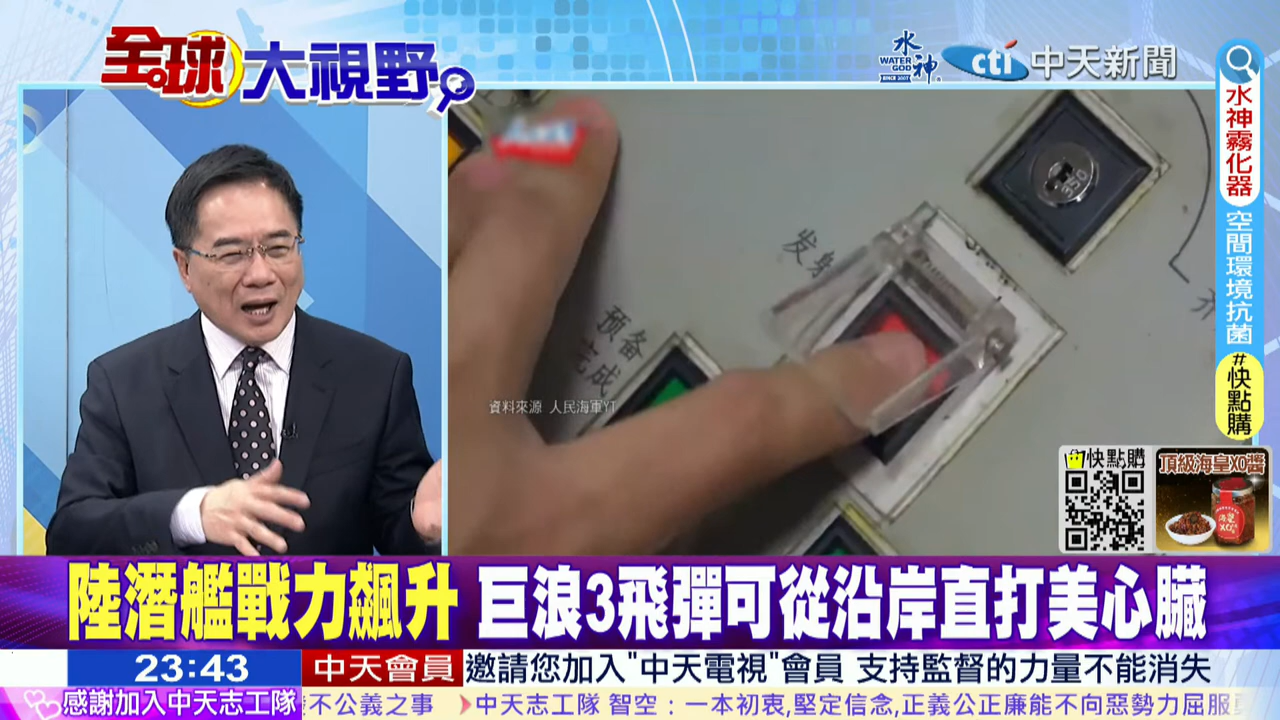 全球大視野
水神
WATER GOD
SINCE 2007
cti 中天新聞
水神霧化器
空間環境抗菌
#快點購
350
发射
预备
完成
資料來源 人民海軍YT
快點購
頂級海皇XO醬
陸潛艦戰力飆升 巨浪3飛彈可從沿岸直打美心臟
23:43 中天會員 邀請您加入"中天電視"會員 支持監督的力量不能消失
感謝加入中天志工隊 不公義之事 中天志工隊 智空：一本初衷,堅定信念,正義公正廉能不向惡勢力屈服